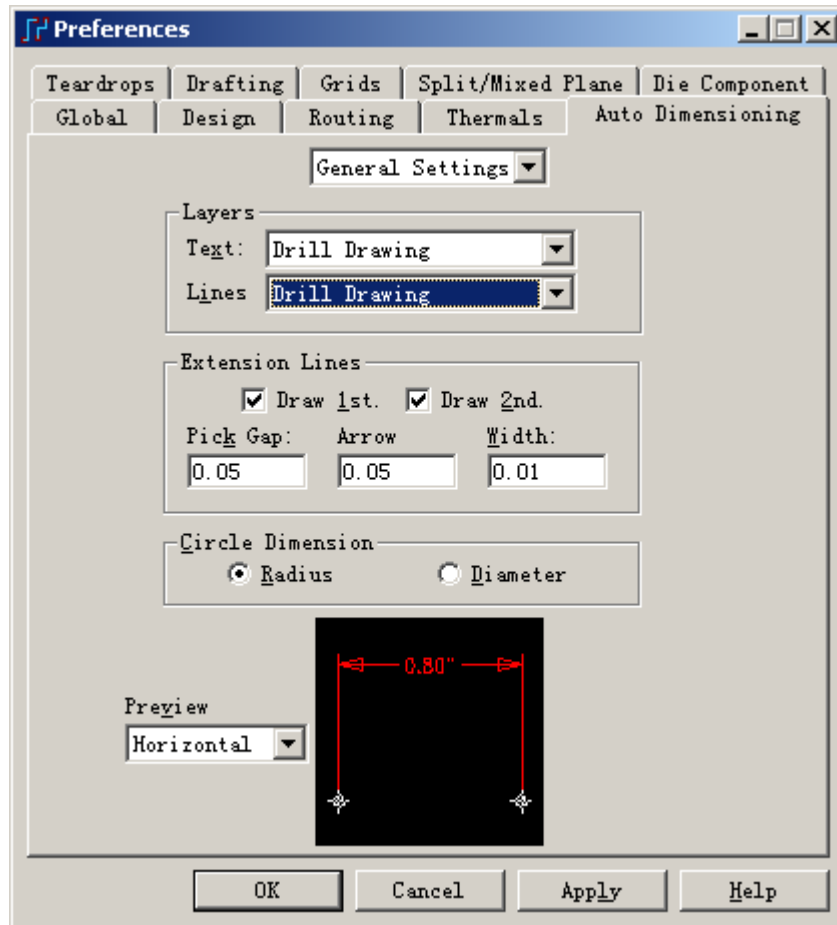 Preferences
Teardrops Drafting Grids Split/Mixed Plane Die Component
Global Design Routing Thermals Auto Dimensioning
General Settings
Layers
Text: Drill Drawing
Lines Drill Drawing
Extension Lines
Draw 1st. Draw 2nd.
Pick Gap: Arrow Width:
0.05 0.05 0.01
Circle Dimension
Radius Diameter
0.80"
Preview
Horizontal
OK Cancel Apply Help